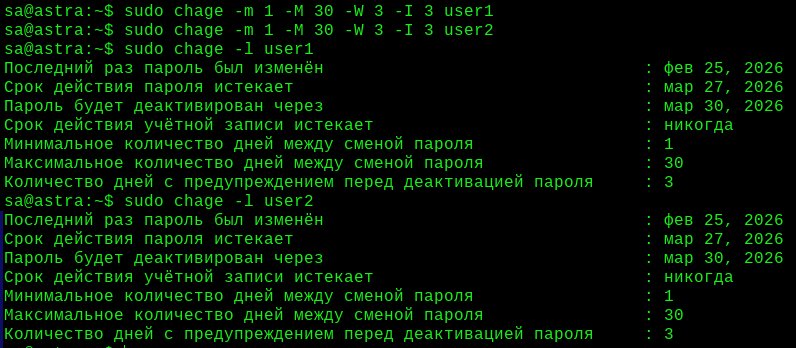 sa@astra:~$ sudo chage -m 1 -M 30 -W 3 -I 3 user1
sa@astra:~$ sudo chage -m 1 -M 30 -W 3 -I 3 user2
sa@astra:~$ sudo chage -l user1
Последний раз пароль был изменён : фев 25, 2026
Срок действия пароля истекает : мар 27, 2026
Пароль будет деактивирован через : мар 30, 2026
Срок действия учётной записи истекает : никогда
Минимальное количество дней между сменой пароля : 1
Максимальное количество дней между сменой пароля : 30
Количество дней с предупреждением перед деактивацией пароля : 3
sa@astra:~$ sudo chage -l user2
Последний раз пароль был изменён : фев 25, 2026
Срок действия пароля истекает : мар 27, 2026
Пароль будет деактивирован через : мар 30, 2026
Срок действия учётной записи истекает : никогда
Минимальное количество дней между сменой пароля : 1
Максимальное количество дней между сменой пароля : 30
Количество дней с предупреждением перед деактивацией пароля : 3